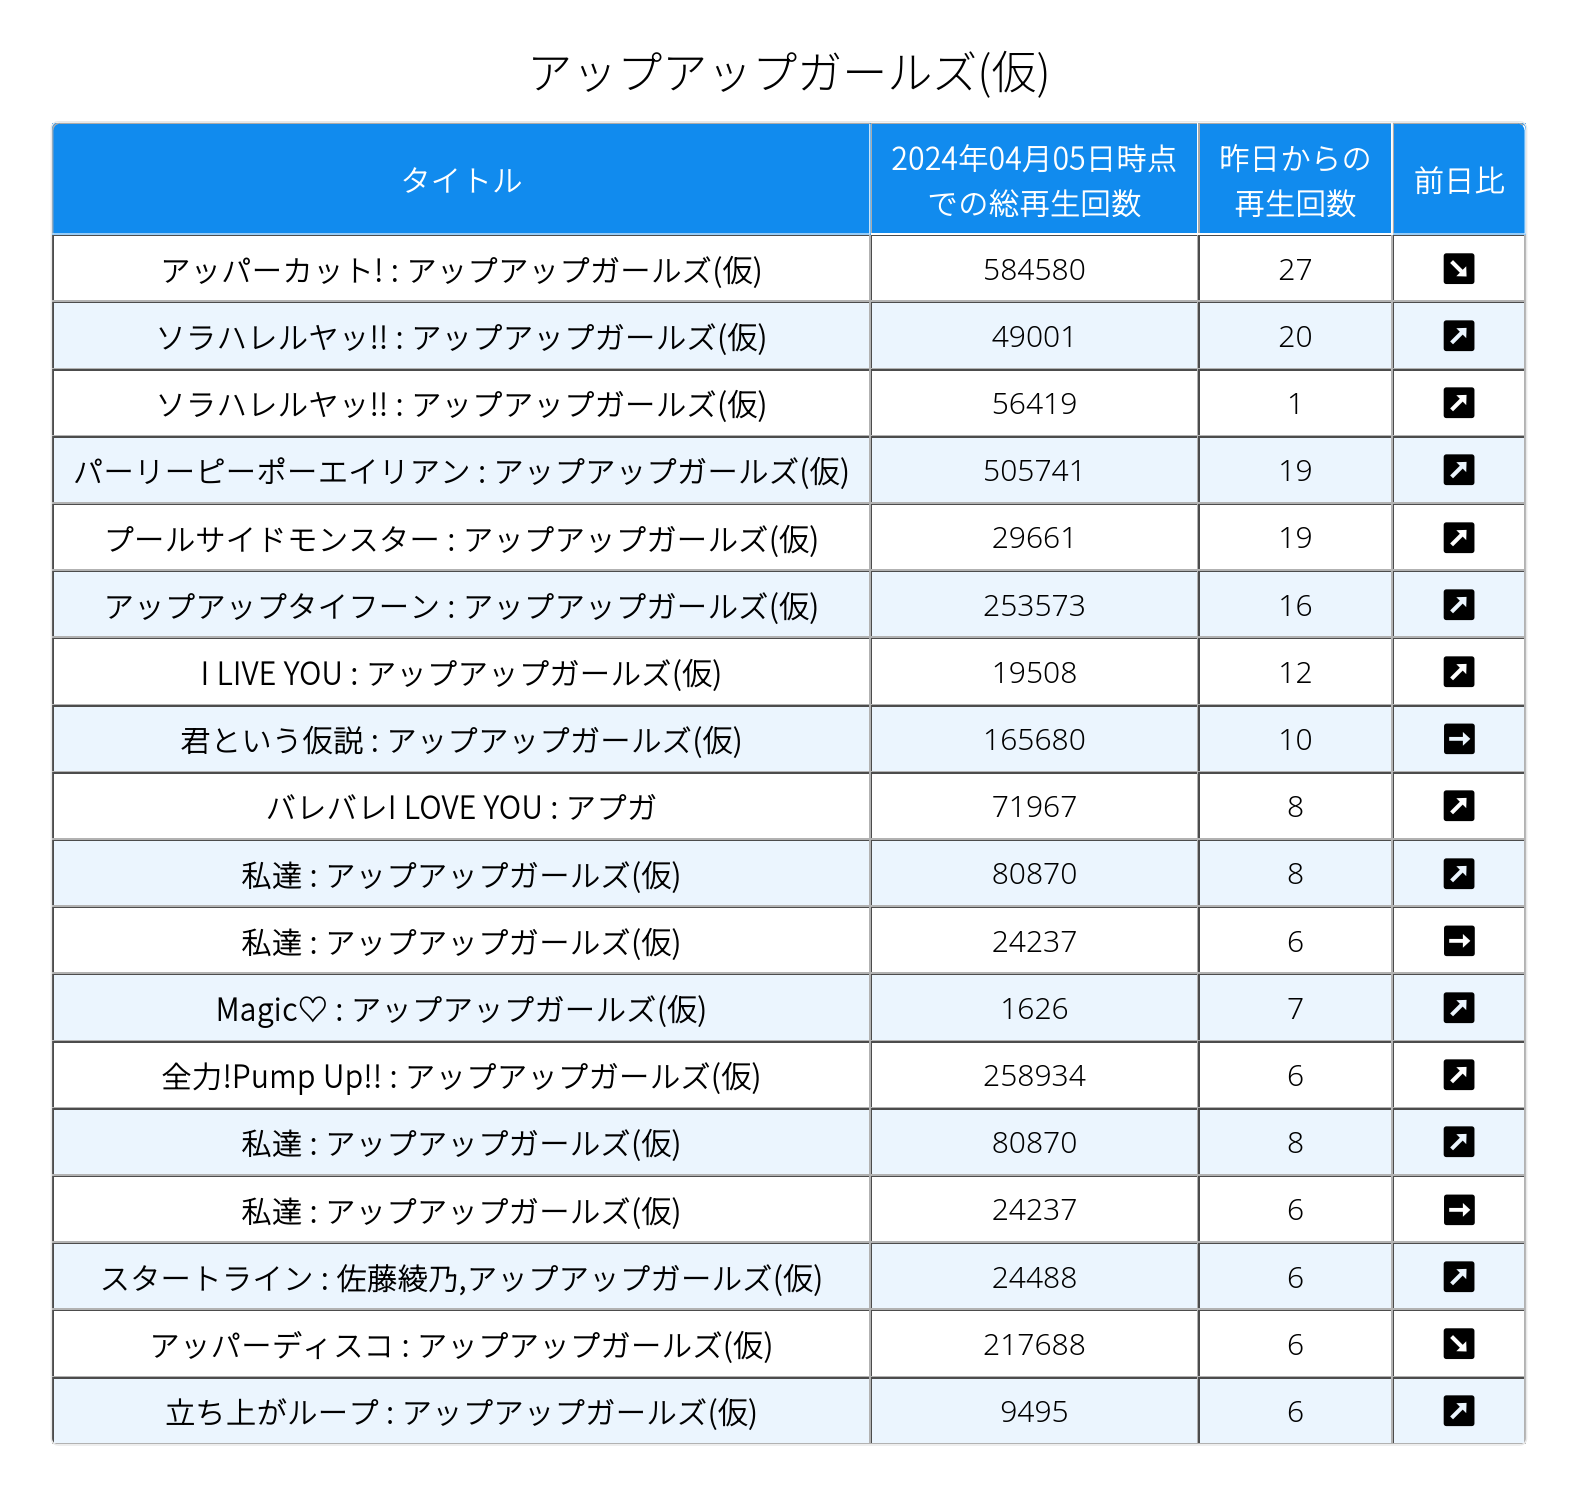 アップアップガールズ(仮)
タイトル 2024年04月05日時点での総再生回数 昨日からの再生回数 前日比
アッパーカット! : アップアップガールズ(仮) 584580 27 ↘
ソラハレルヤッ!! : アップアップガールズ(仮) 49001 20 ↗
ソラハレルヤッ!! : アップアップガールズ(仮) 56419 1 ↗
パーリーピーポーエイリアン : アップアップガールズ(仮) 505741 19 ↗
プールサイドモンスター : アップアップガールズ(仮) 29661 19 ↗
アップアップタイフーン : アップアップガールズ(仮) 253573 16 ↗
I LIVE YOU : アップアップガールズ(仮) 19508 12 ↗
君という仮説 : アップアップガールズ(仮) 165680 10 →
バレバレI LOVE YOU : アプガ 71967 8 ↗
私達 : アップアップガールズ(仮) 80870 8 ↗
私達 : アップアップガールズ(仮) 24237 6 →
Magic♡ : アップアップガールズ(仮) 1626 7 ↗
全力!Pump Up!! : アップアップガールズ(仮) 258934 6 ↗
私達 : アップアップガールズ(仮) 80870 8 ↗
私達 : アップアップガールズ(仮) 24237 6 →
スタートライン : 佐藤綾乃,アップアップガールズ(仮) 24488 6 ↗
アッパーディスコ : アップアップガールズ(仮) 217688 6 ↘
立ち上がループ : アップアップガールズ(仮) 9495 6 ↗